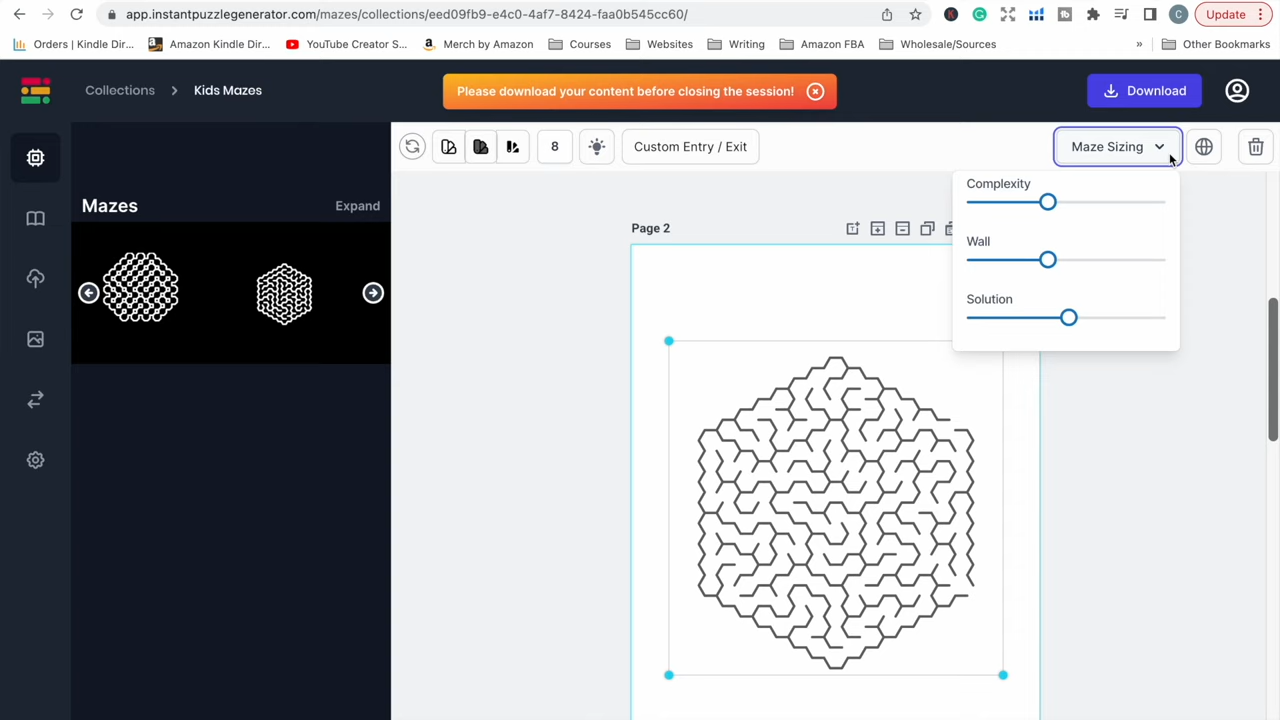 app.instantpuzzlegenerator.com/mazes/collections/eed09fb9-e4c0-4af7-8424-faa0b545cc60/
C
Update
Orders | Kindle Dir...
Amazon Kindle Dir...
YouTube Creator S...
Merch by Amazon
Courses
Websites
Writing
Amazon FBA
Wholesale/Sources
»
Other Bookmarks
Collections
Kids Mazes
Please download your content before closing the session!
Download
8
Custom Entry / Exit
Maze Sizing
Complexity
Wall
Solution
Mazes
Expand
Page 2